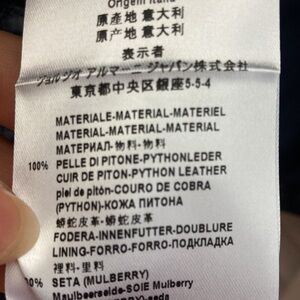 Origem Italia
原產地 意大利
原产地 意大利
表示者
ジョルジオ アルマーニ ジャパン株式会社
東京都中央区銀座5-5-4
MATERIALE-MATERIAL-MATERIEL
MATERIAL-MATERIAL-MATERIAL
МАТЕРИАЛ-物料-物料
100% PELLE DI PITONE-PYTHONLEDER
CUIR DE PITON-PYTHON LEATHER
piel de pitón-COURO DE COBRA
(PYTHON)-КОЖА ПИТОНА
蟒蛇皮革-蟒蛇皮革
FODERA-INNENFUTTER-DOUBLURE
LINING-FORRO-FORRO-ПОДКЛАДКА
裡料-里料
SETA (MULBERRY)
Maulbeerseide-SOIE Mulberry